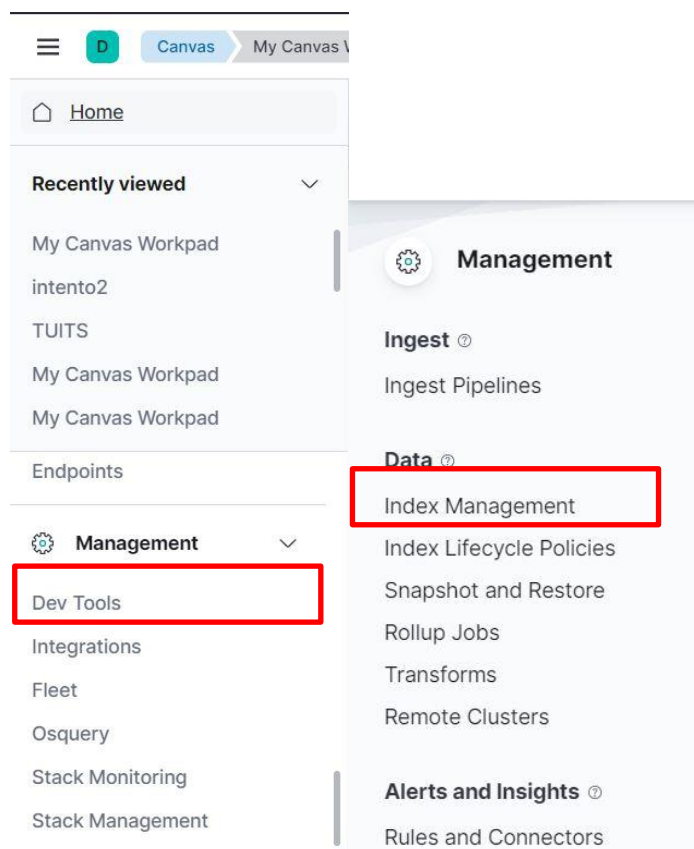 D Canvas My Canvas
Home
Recently viewed
My Canvas Workpad
intento2
TUITS
My Canvas Workpad
My Canvas Workpad
Endpoints
Management
Dev Tools
Integrations
Fleet
Osquery
Stack Monitoring
Stack Management
Management
Ingest
Ingest Pipelines
Data
Index Management
Index Lifecycle Policies
Snapshot and Restore
Rollup Jobs
Transforms
Remote Clusters
Alerts and Insights
Rules and Connectors